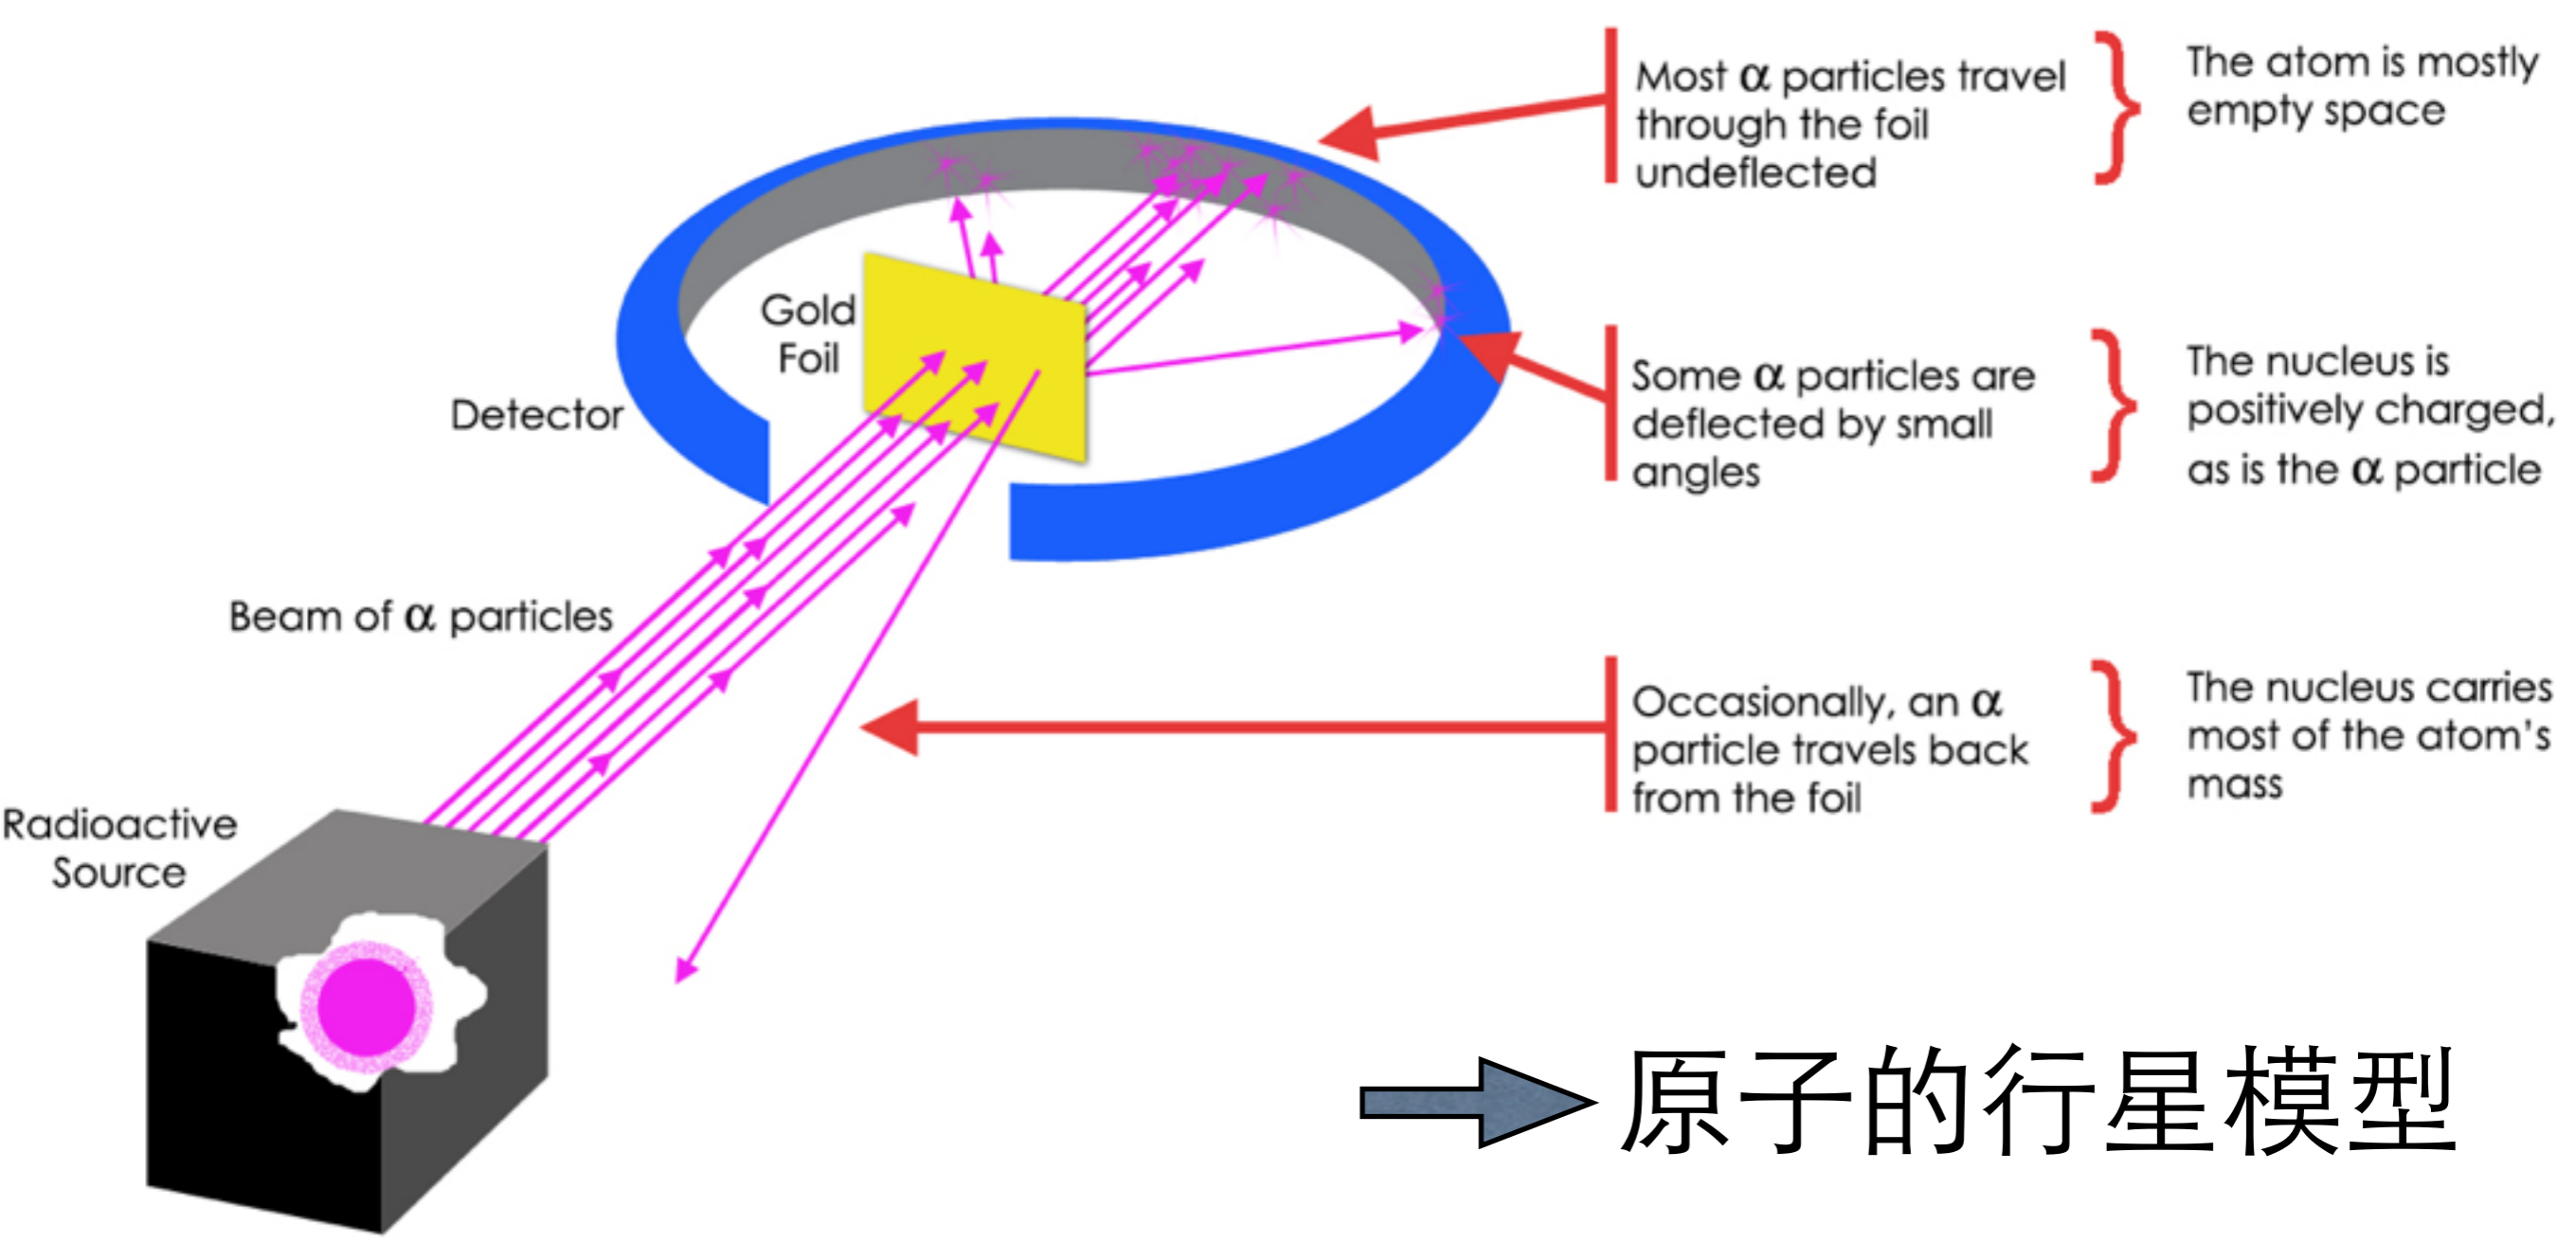 Most α particles travel
through the foil
undeflected
The atom is mostly
empty space
Gold
Foil
Detector
Some α particles are
deflected by small
angles
The nucleus is
positively charged,
as is the α particle
Beam of α particles
Occasionally, an α
particle travels back
from the foil
The nucleus carries
most of the atom's
mass
Radioactive
Source
原子的行星模型